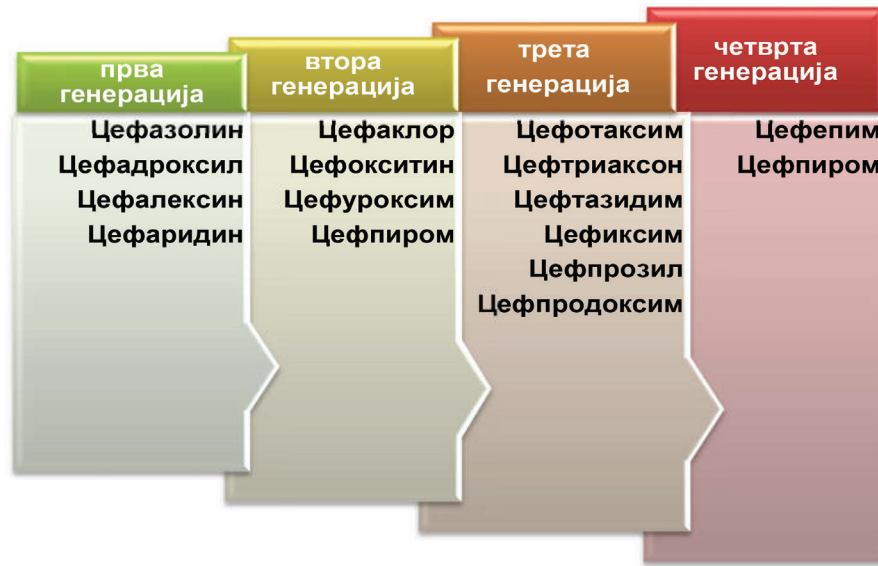 прва
генерација
Цефазолин
Цефадроксил
Цефалексин
Цефаридин
втора
генерација
Цефаклор
Цефокситин
Цефуроксим
Цефпиром
трета
генерација
Цефотаксим
Цефтриаксон
Цефтазидим
Цефиксим
Цефпрозил
Цефпродоксим
четврта
генерација
Цефепим
Цефпиром